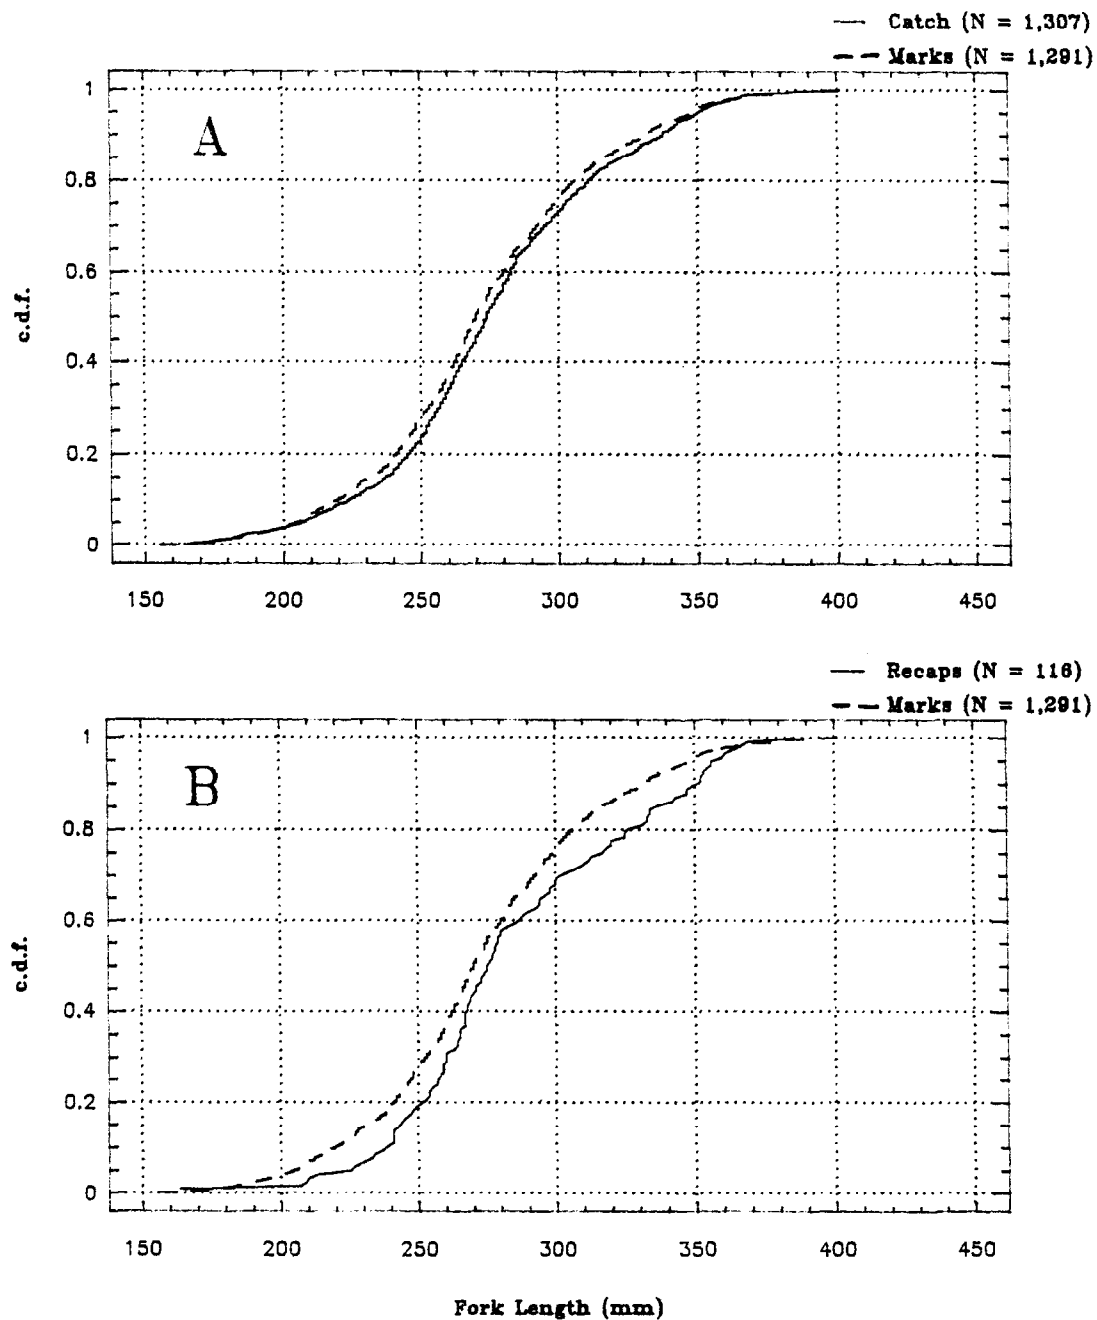 Catch (N = 1,307)
Marks (N = 1,291)
A
1
0.8
0.6
0.4
0.2
0
c.d.f.
150 200 250 300 350 400 450
Recaps (N = 116)
Marks (N = 1,291)
B
1
0.8
0.6
0.4
0.2
0
c.d.f.
150 200 250 300 350 400 450
Fork Length (mm)